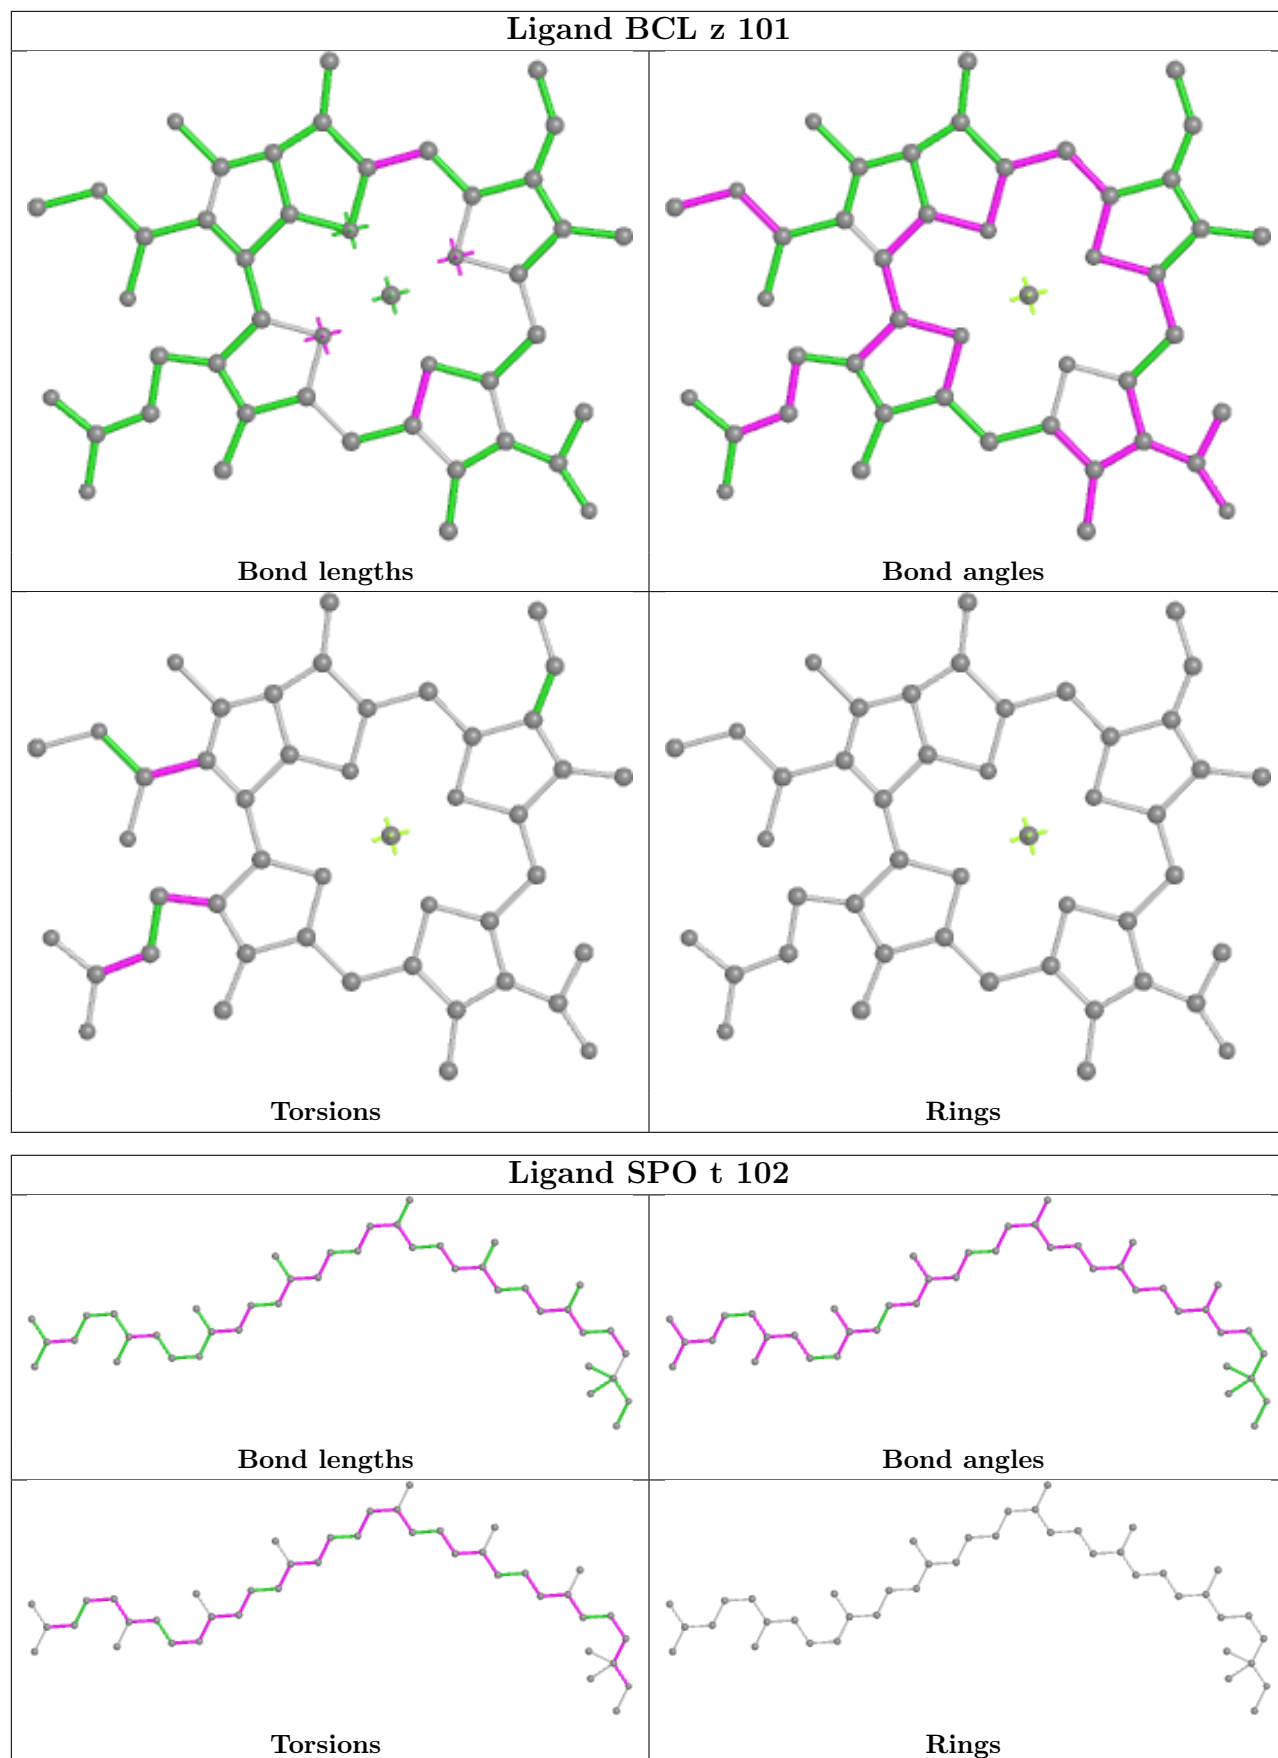 Ligand BCL z 101
Bond lengths
Bond angles
Torsions
Rings
Ligand SPO t 102
Bond lengths
Bond angles
Torsions
Rings